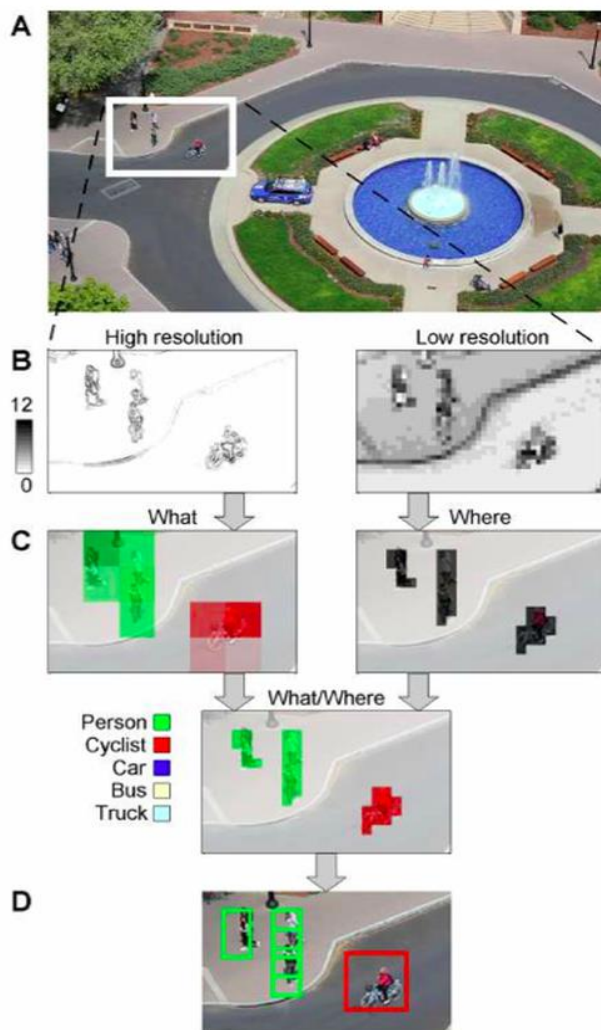 A
High resolution Low resolution
B
12
0
What Where
C
What/Where
Person
Cyclist
Car
Bus
Truck
D